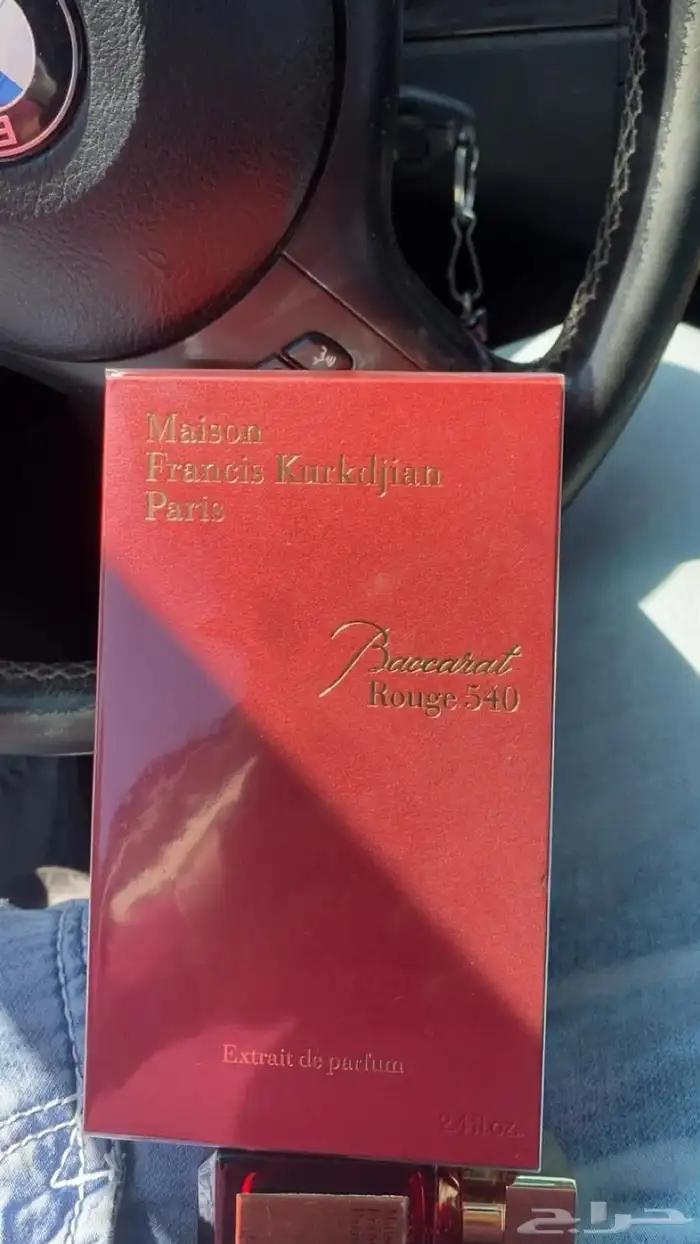 Maison
Francis Kurkdjian
Paris
Baccarat
Rouge 540
Extrait de parfum
2.4 fl.oz.
حراج